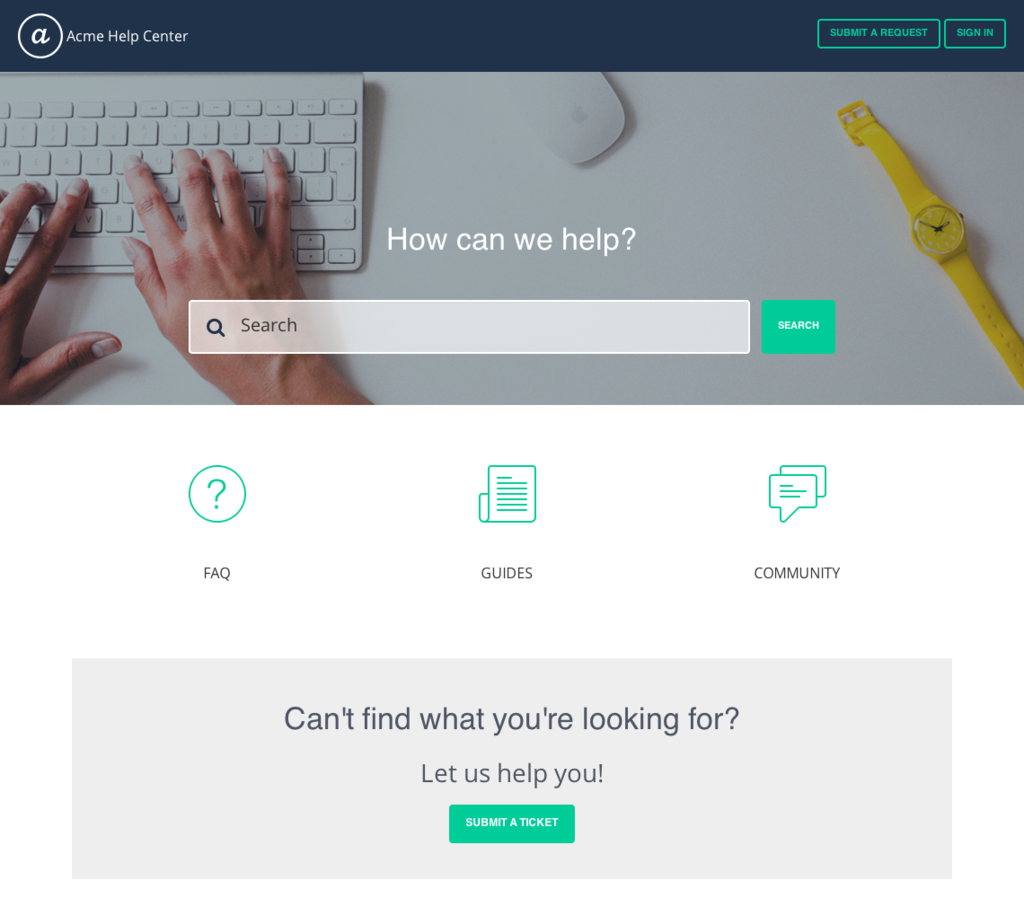 a Acme Help Center
SUBMIT A REQUEST SIGN IN
How can we help?
Search
SEARCH
?
FAQ
GUIDES
COMMUNITY
Can't find what you're looking for?
Let us help you!
SUBMIT A TICKET